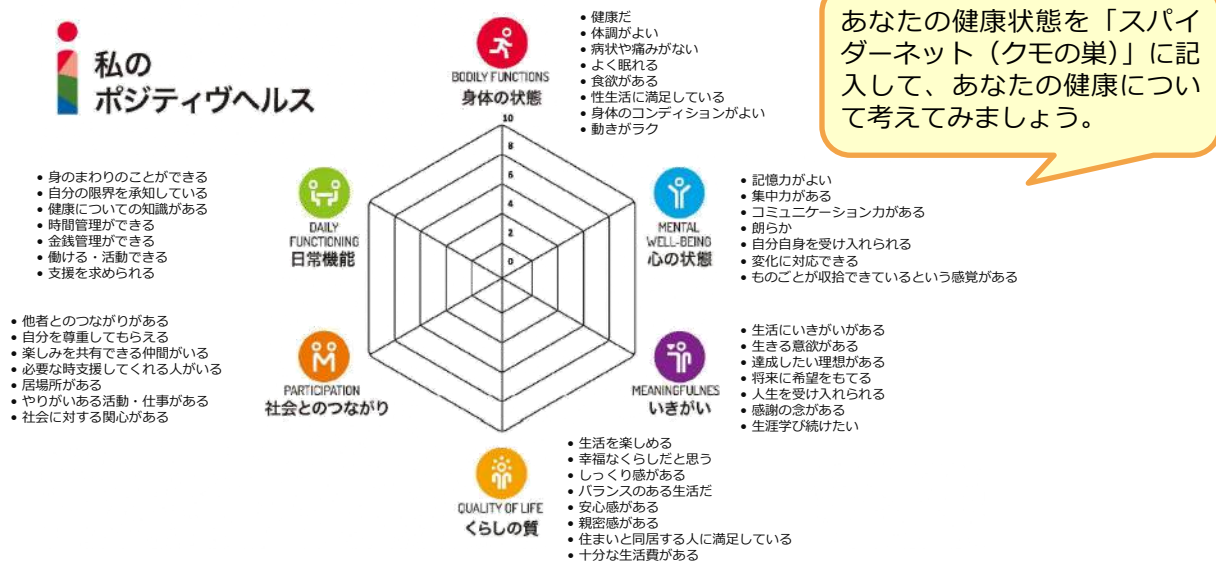 私の
ポジティヴヘルス
あなたの健康状態を「スパイ
ダーネット（クモの巣）」に記
入して、あなたの健康につい
て考えてみましょう。
BODILY FUNCTIONS
身体の状態
• 健康だ
• 体調がよい
• 病状や痛みがない
• よく眠れる
• 食欲がある
• 性生活に満足している
• 身体のコンディションがよい
• 動きがラク
10
8
6
4
2
0
MENTAL
WELL-BEING
心の状態
• 記憶力がよい
• 集中力がある
• コミュニケーション力がある
• 朗らか
• 自分自身を受け入れられる
• 変化に対応できる
• ものごとが収拾できているという感覚がある
MEANINGFULNES
いきがい
• 生活にいきがいがある
• 生きる意欲がある
• 達成したい理想がある
• 将来に希望をもてる
• 人生を受け入れられる
• 感謝の念がある
• 生涯学び続けたい
QUALITY OF LIFE
くらしの質
• 生活を楽しめる
• 幸福なくらしだと思う
• しっくり感がある
• バランスのある生活だ
• 安心感がある
• 親密感がある
• 住まいと同居する人に満足している
• 十分な生活費がある
PARTICIPATION
社会とのつながり
• 他者とのつながりがある
• 自分を尊重してもらえる
• 楽しみを共有できる仲間がいる
• 必要な時支援してくれる人がいる
• 居場所がある
• やりがいある活動・仕事がある
• 社会に対する関心がある
DAILY
FUNCTIONING
日常機能
• 身のまわりのことができる
• 自分の限界を承知している
• 健康についての知識がある
• 時間管理ができる
• 金銭管理ができる
• 働ける・活動できる
• 支援を求められる